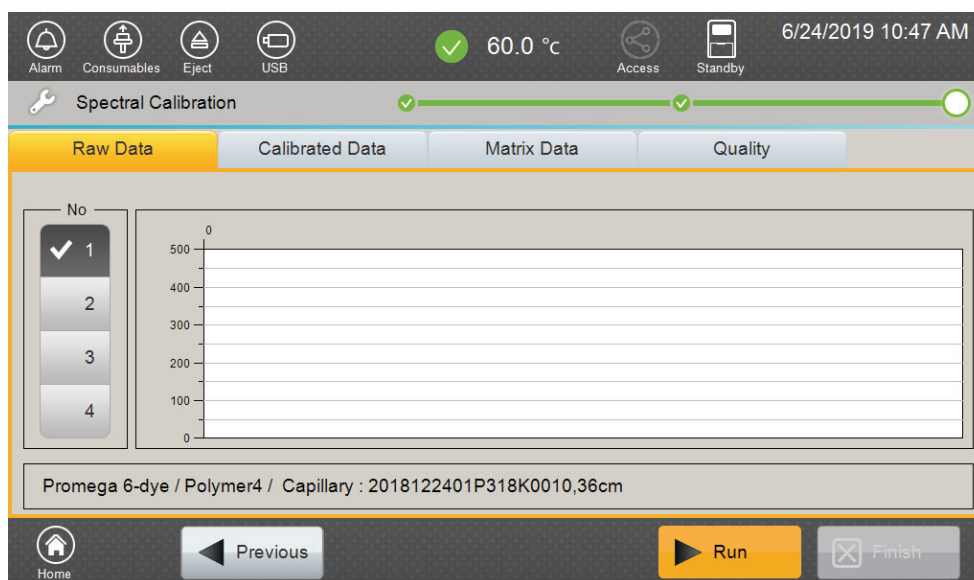 6/24/2019 10:47 AM
60.0 °C
Alarm Consumables Eject USB Access Standby
Spectral Calibration
Raw Data Calibrated Data Matrix Data Quality
No
1
2
3
4
0
500
400
300
200
100
0
Promega 6-dye / Polymer4 / Capillary : 2018122401P318K0010,36cm
Home Previous Run Finish